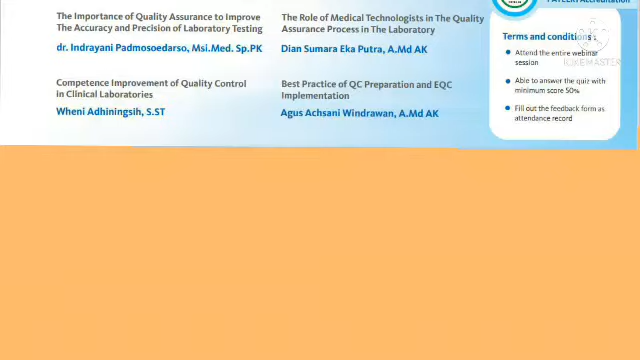 PATELKI Accreditation
The Importance of Quality Assurance to Improve
The Accuracy and Precision of Laboratory Testing
dr. Indrayani Padmosoedarso, Msi.Med. Sp.PK
The Role of Medical Technologists in The Quality
Assurance Process in The Laboratory
Dian Sumara Eka Putra, A.Md AK
Competence Improvement of Quality Control
in Clinical Laboratories
Wheni Adhiningsih, S.ST
Best Practice of QC Preparation and EQC
Implementation
Agus Achsani Windrawan, A.Md AK
Terms and conditions :
Attend the entire webinar
session
Able to answer the quiz with
minimum score 50%
Fill out the feedback form as
attendance record
KINEMASTER